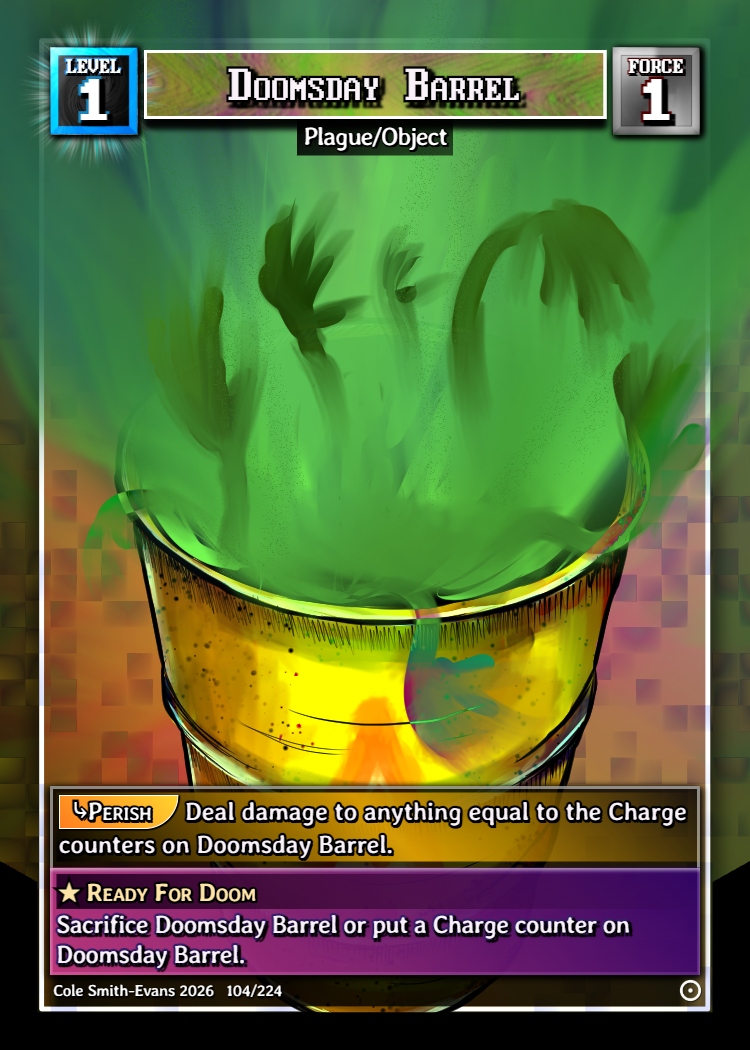 LEVEL
1
Doomsday Barrel
FORCE
1
Plague/Object
↳Perish Deal damage to anything equal to the Charge
counters on Doomsday Barrel.
★ Ready For Doom
Sacrifice Doomsday Barrel or put a Charge counter on
Doomsday Barrel.
Cole Smith-Evans 2026 104/224